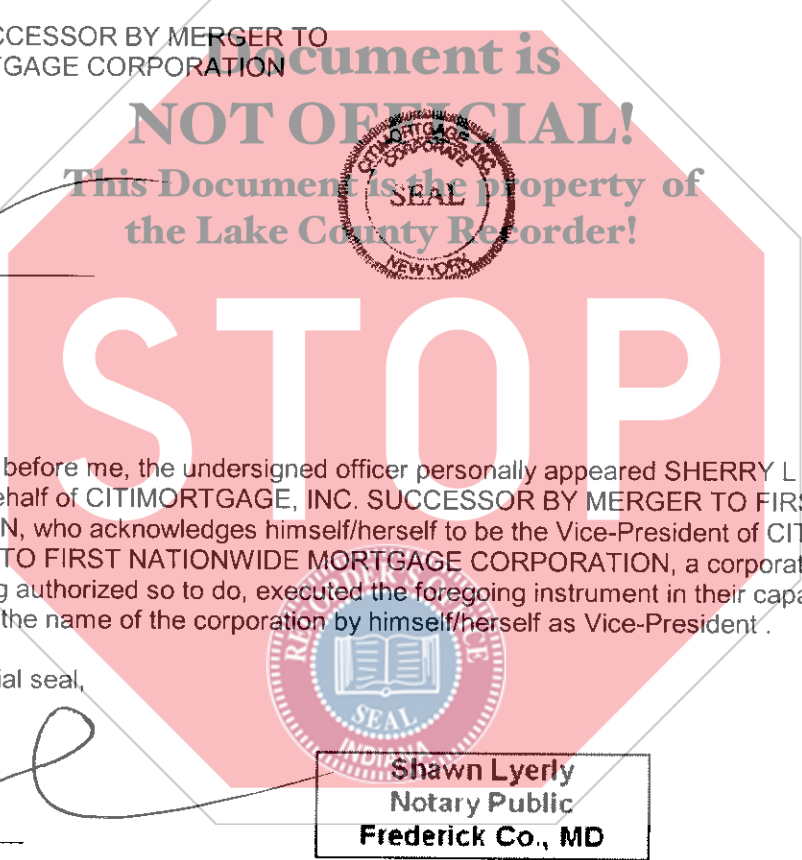 CCESSOR BY MERGER TO
TGAGE CORPORATION
Document is
NOT OFFICIAL!
This Document is the property of
the Lake County Recorder!
CITIMORTGAGE, INC.
CORPORATE
SEAL
NEW YORK
STOP
before me, the undersigned officer personally appeared SHERRY L
ehalf of CITIMORTGAGE, INC. SUCCESSOR BY MERGER TO FIRS
N, who acknowledges himself/herself to be the Vice-President of CIT
TO FIRST NATIONWIDE MORTGAGE CORPORATION, a corporat
g authorized so to do, executed the foregoing instrument in their capa
the name of the corporation by himself/herself as Vice-President .
ial seal,
RECORDER'S OFFICE
SEAL
INDIANA
Shawn Lyerly
Notary Public
Frederick Co., MD